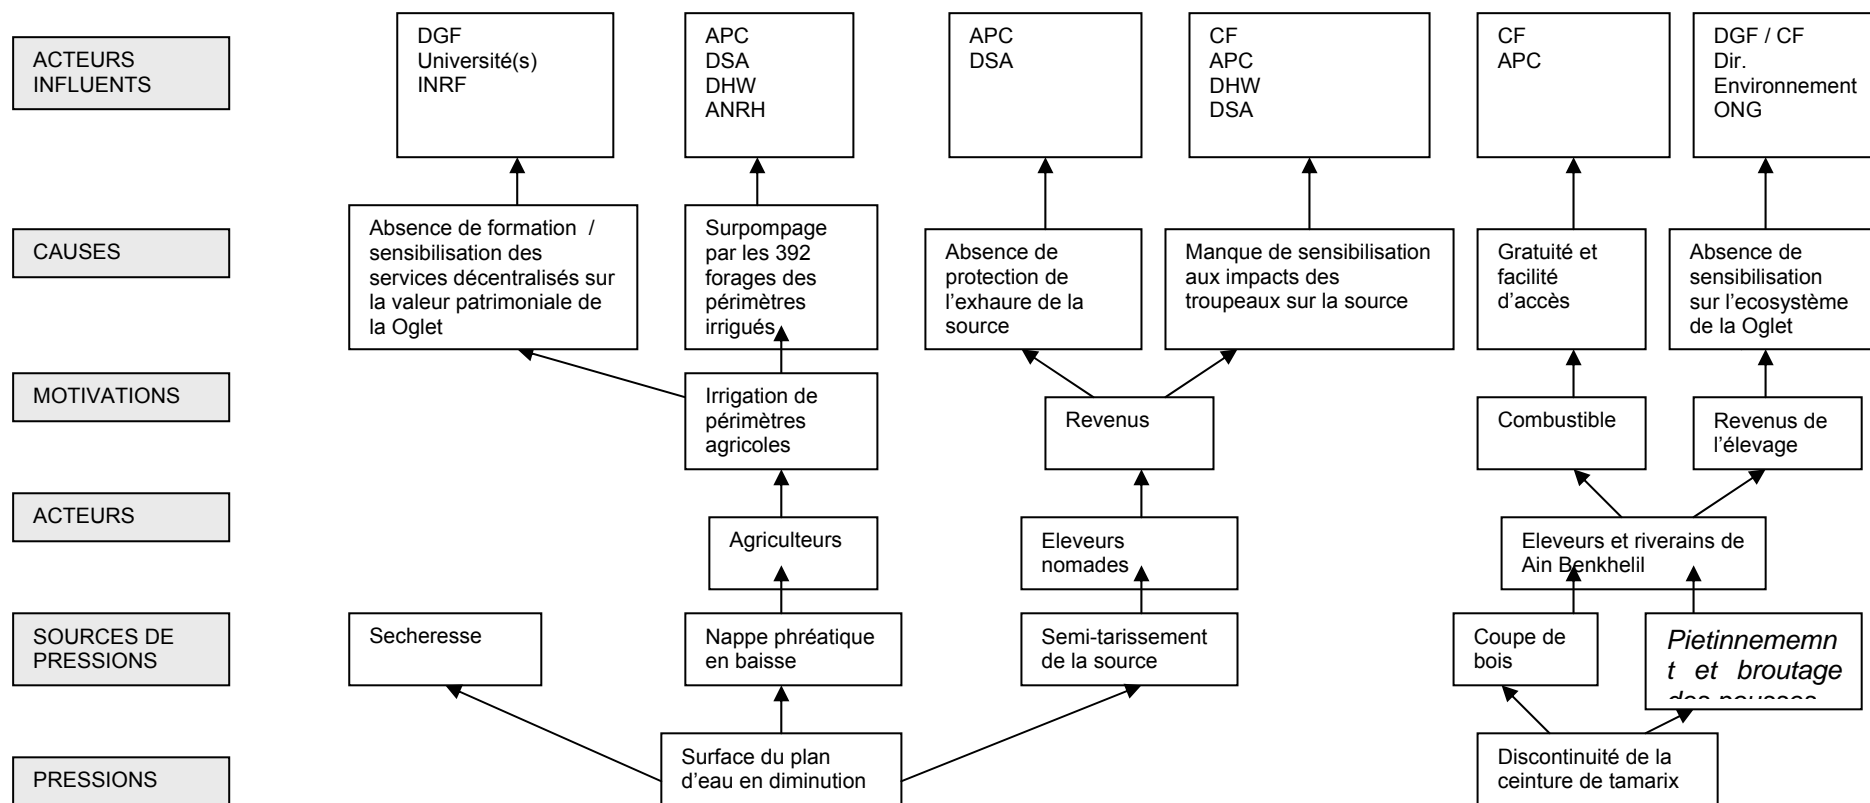 ACTEURS
INFLUENTS
DGF
Université(s)
INRF
APC
DSA
DHW
ANRH
APC
DSA
CF
APC
DHW
DSA
CF
APC
DGF / CF
Dir.
Environnement
ONG
CAUSES
Absence de formation /
sensibilisation des
services décentralisés sur
la valeur patrimoniale de
la Oglet
Surpompage
par les 392
forages des
périmètres
irrigués
Absence de
protection de
l'exhaure de la
source
Manque de sensibilisation
aux impacts des
troupeaux sur la source
Gratuité et
facilité
d'accès
Absence de
sensibilisation
sur l'ecosystème
de la Oglet
MOTIVATIONS
Irrigation de
périmètres
agricoles
Revenus
Combustible
Revenus de
l'élevage
ACTEURS
Agriculteurs
Eleveurs
nomades
Eleveurs et riverains de
Ain Benkhelil
SOURCES DE
PRESSIONS
Secheresse
Nappe phréatique
en baisse
Semi-tarissement
de la source
Coupe de
bois
Pietinnememn
t et broutage
des pousses
PRESSIONS
Surface du plan
d'eau en diminution
Discontinuité de la
ceinture de tamarix